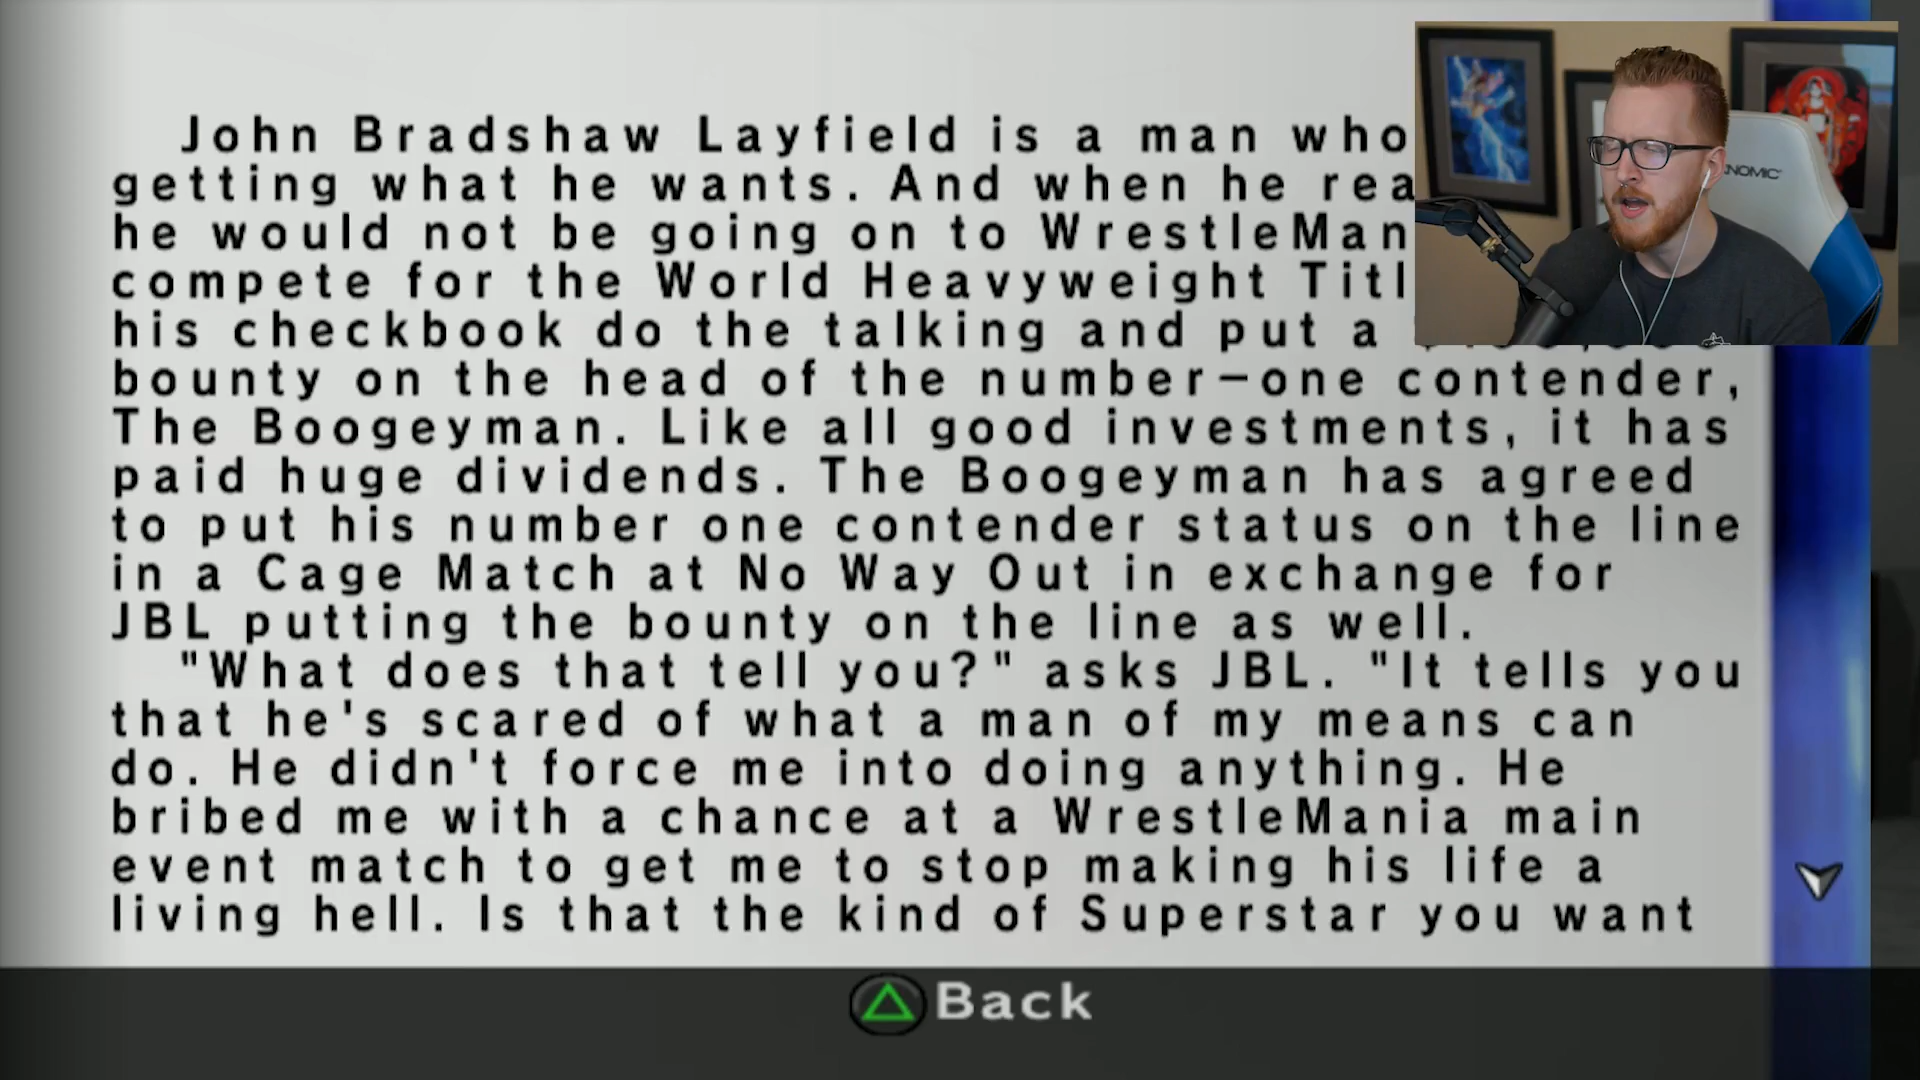 John Bradshaw Layfield is a man who
getting what he wants. And when he
he would not be going on to
compete for the World Heavyweight
his checkbook do the talking and put a
bounty on the head of the number-one contender,
The Boogeyman. Like all good investments, it has
paid huge dividends. The Boogeyman has agreed
to put his number one contender status on the line
in a Cage Match at No Way Out in exchange for
JBL putting the bounty on the line as well.
"What does that tell you?" asks JBL. "It tells you
that he's scared of what a man of my means can
do. He didn't force me into doing anything. He
bribed me with a chance at a WrestleMania main
event match to get me to stop making his life a
living hell. Is that the kind of Superstar you want
Back